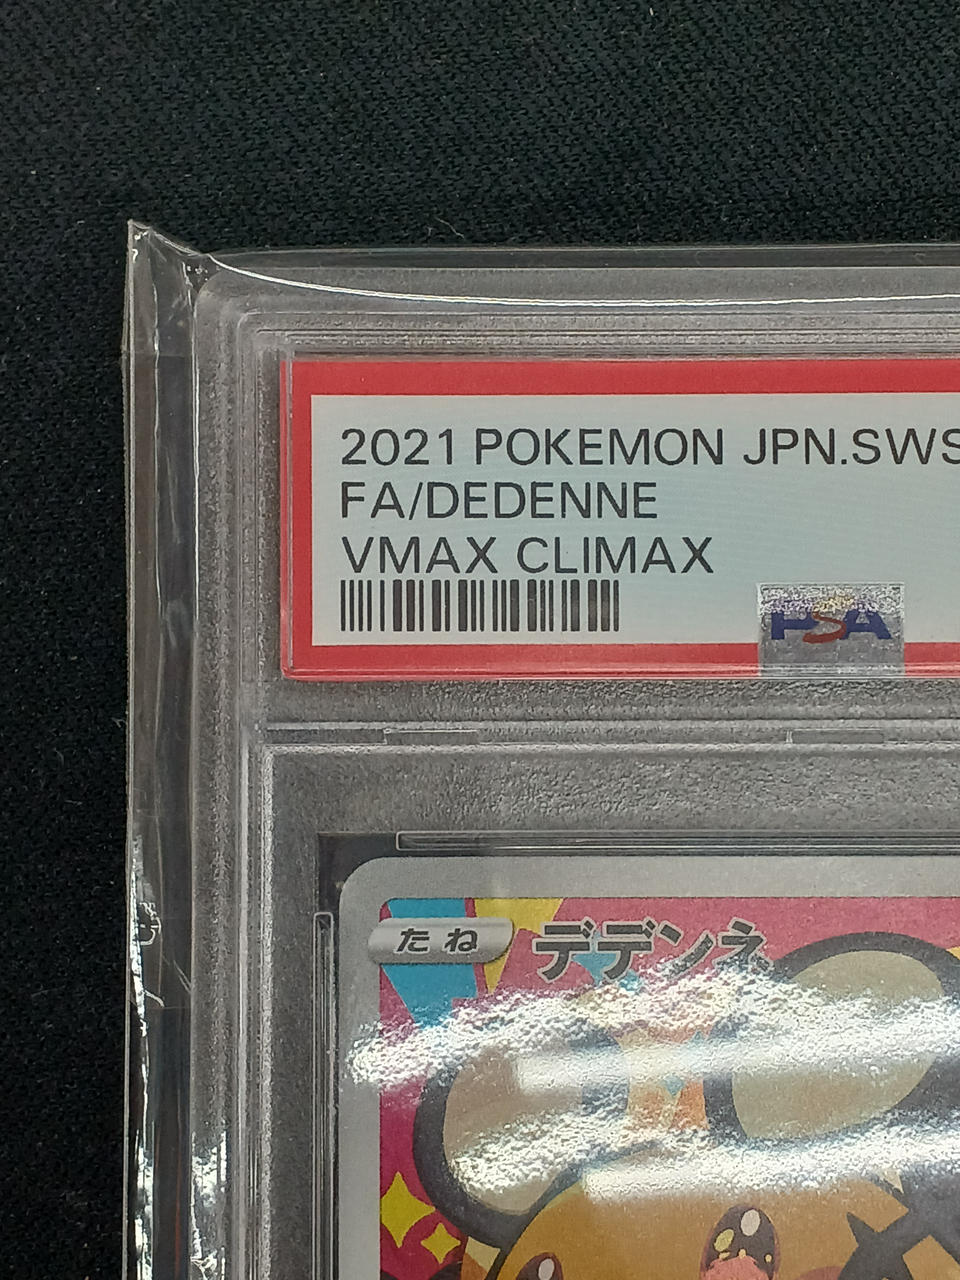 2021 POKEMON JPN.SWS
FA/DEDENNE
VMAX CLIMAX
PSA
たね デデンネ